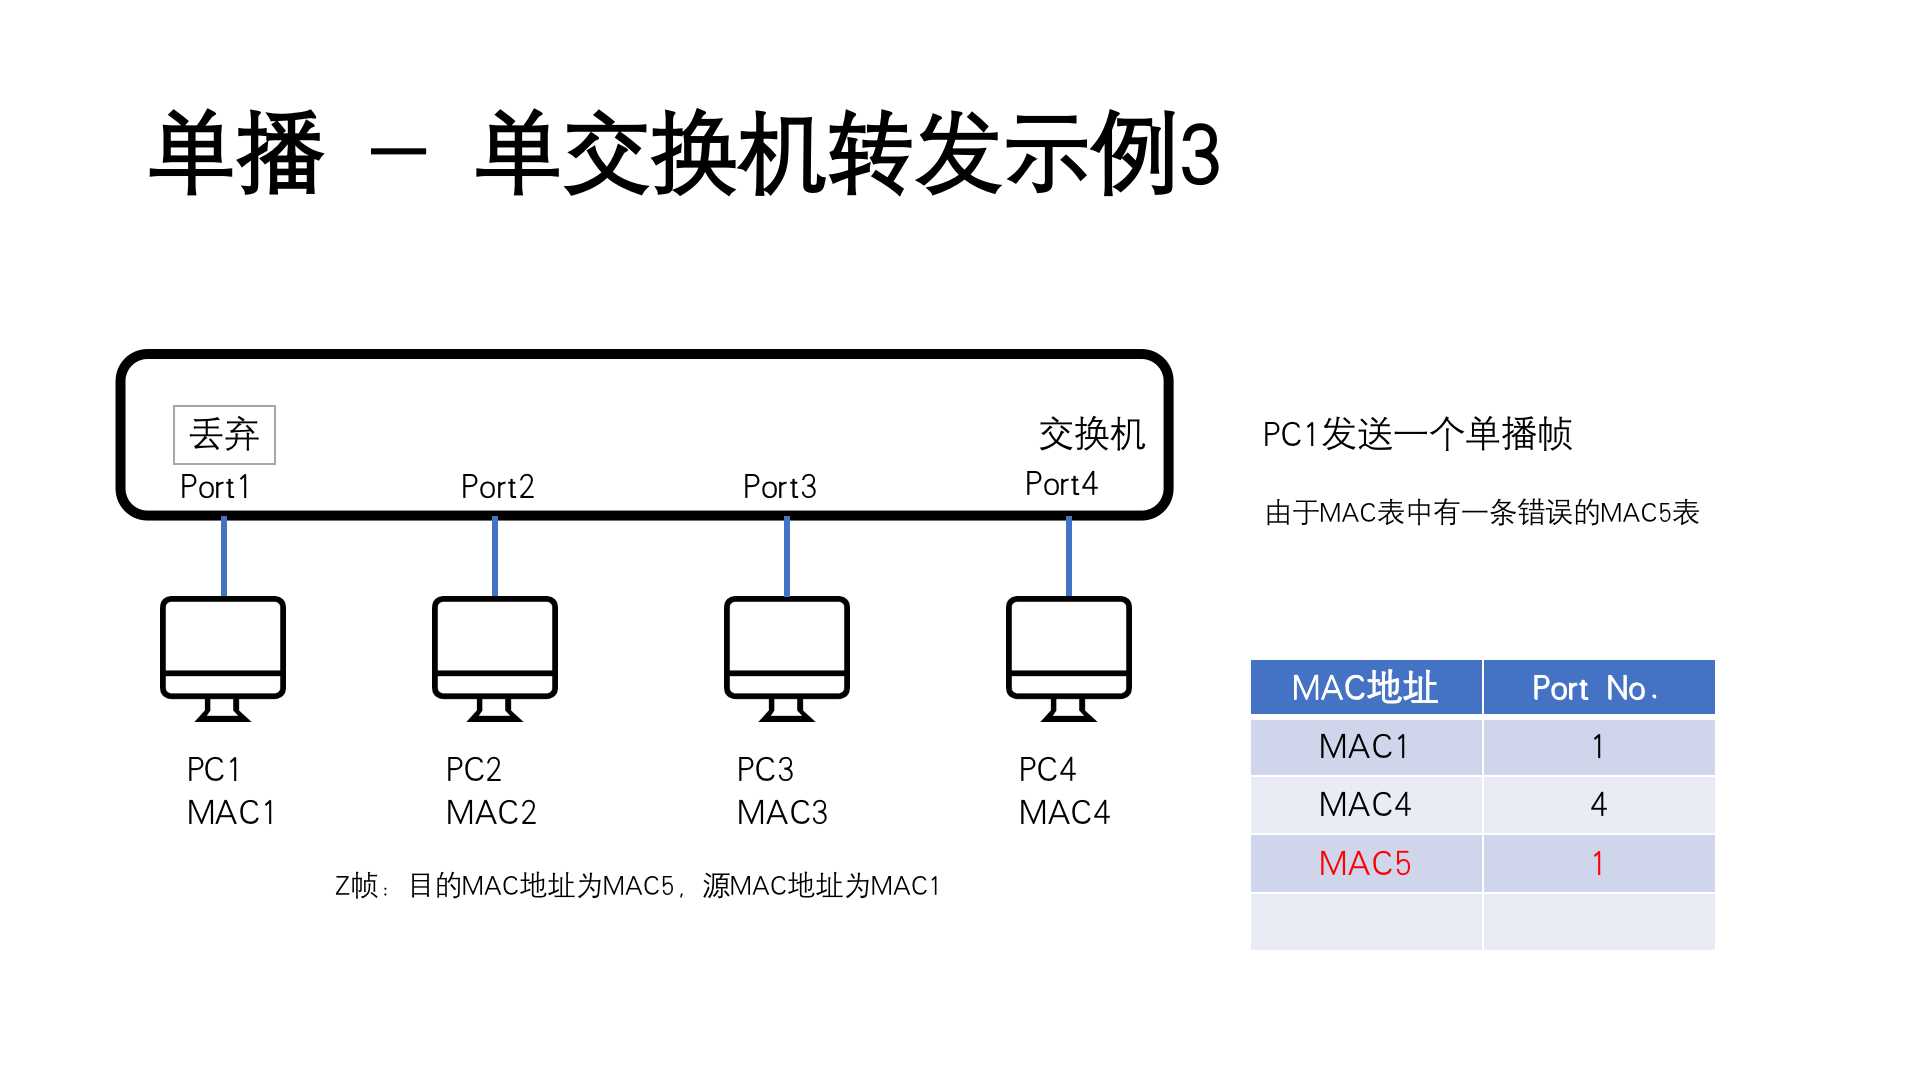 单播 - 单交换机转发示例3
丢弃
交换机
Port1
Port2
Port3
Port4
PC1
MAC1
PC2
MAC2
PC3
MAC3
PC4
MAC4
Z帧：目的MAC地址为MAC5，源MAC地址为MAC1
PC1发送一个单播帧
由于MAC表中有一条错误的MAC5表
MAC地址 Port No.
MAC1 1
MAC4 4
MAC5 1